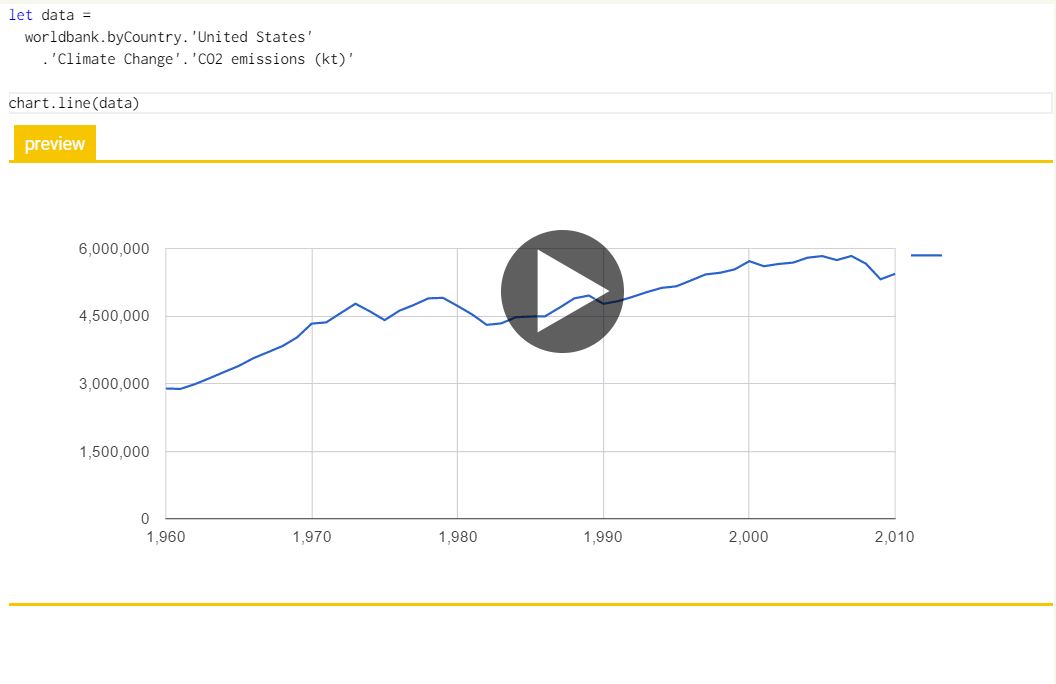 let data =
  worldbank.byCountry.'United States'
    .'Climate Change'.'CO2 emissions (kt)'
chart.line(data)
preview
6,000,000
4,500,000
3,000,000
1,500,000
0
1,960 1,970 1,980 1,990 2,000 2,010